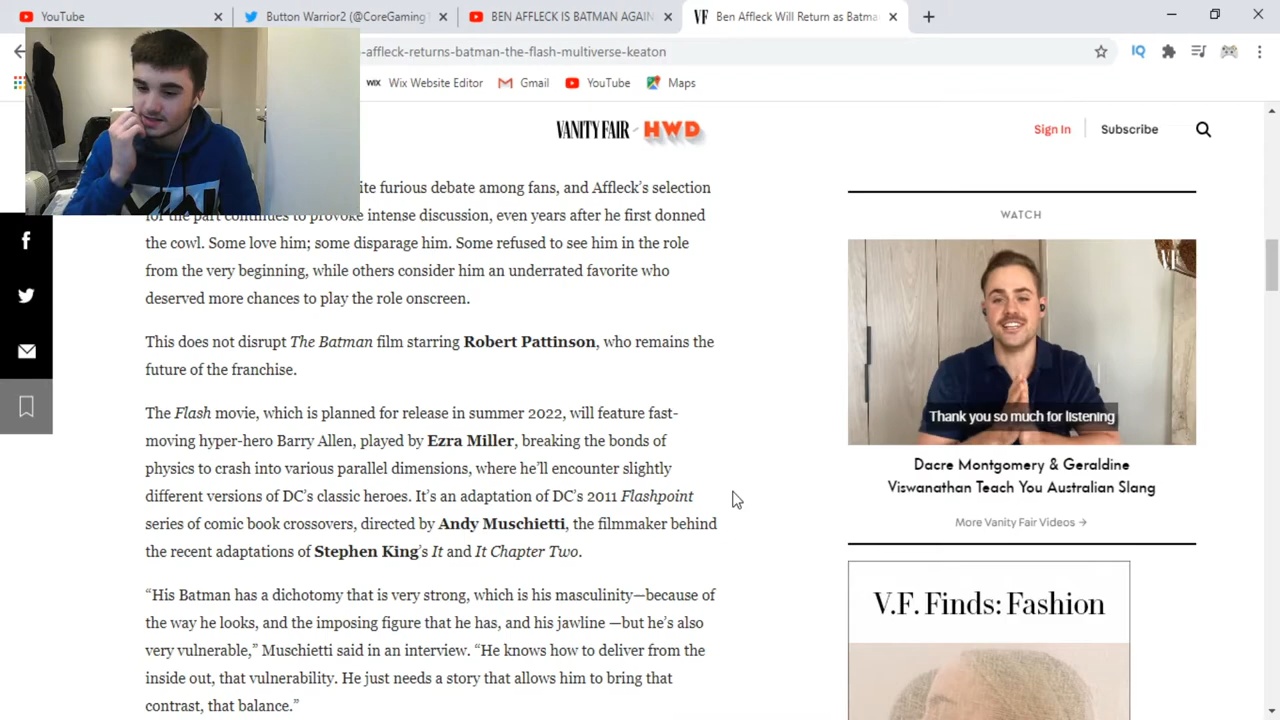 YouTube
Button Warrior2 (@CoreGaming
BEN AFFLECK IS BATMAN AGAIN
VF Ben Affleck Will Return as Batma
-affleck-returns-batman-the-flash-multiverse-keaton
IQ
WIX Wix Website Editor
Gmail
YouTube
Maps
VANITY FAIR - HWD
Sign In
Subscribe
furious debate among fans, and Affleck's selection
for the part continues to provoke intense discussion, even years after he first donned
the cowl. Some love him; some disparage him. Some refused to see him in the role
from the very beginning, while others consider him an underrated favorite who
deserved more chances to play the role onscreen.
This does not disrupt The Batman film starring Robert Pattinson, who remains the
future of the franchise.
The Flash movie, which is planned for release in summer 2022, will feature fast-
moving hyper-hero Barry Allen, played by Ezra Miller, breaking the bonds of
physics to crash into various parallel dimensions, where he'll encounter slightly
different versions of DC's classic heroes. It's an adaptation of DC's 2011 Flashpoint
series of comic book crossovers, directed by Andy Muschietti, the filmmaker behind
the recent adaptations of Stephen King's It and It Chapter Two.
“His Batman has a dichotomy that is very strong, which is his masculinity—because of
the way he looks, and the imposing figure that he has, and his jawline —but he's also
very vulnerable,” Muschietti said in an interview. “He knows how to deliver from the
inside out, that vulnerability. He just needs a story that allows him to bring that
contrast, that balance.”
WATCH
Thank you so much for listening
Dacre Montgomery & Geraldine
Viswanathan Teach You Australian Slang
More Vanity Fair Videos →
V.F. Finds: Fashion